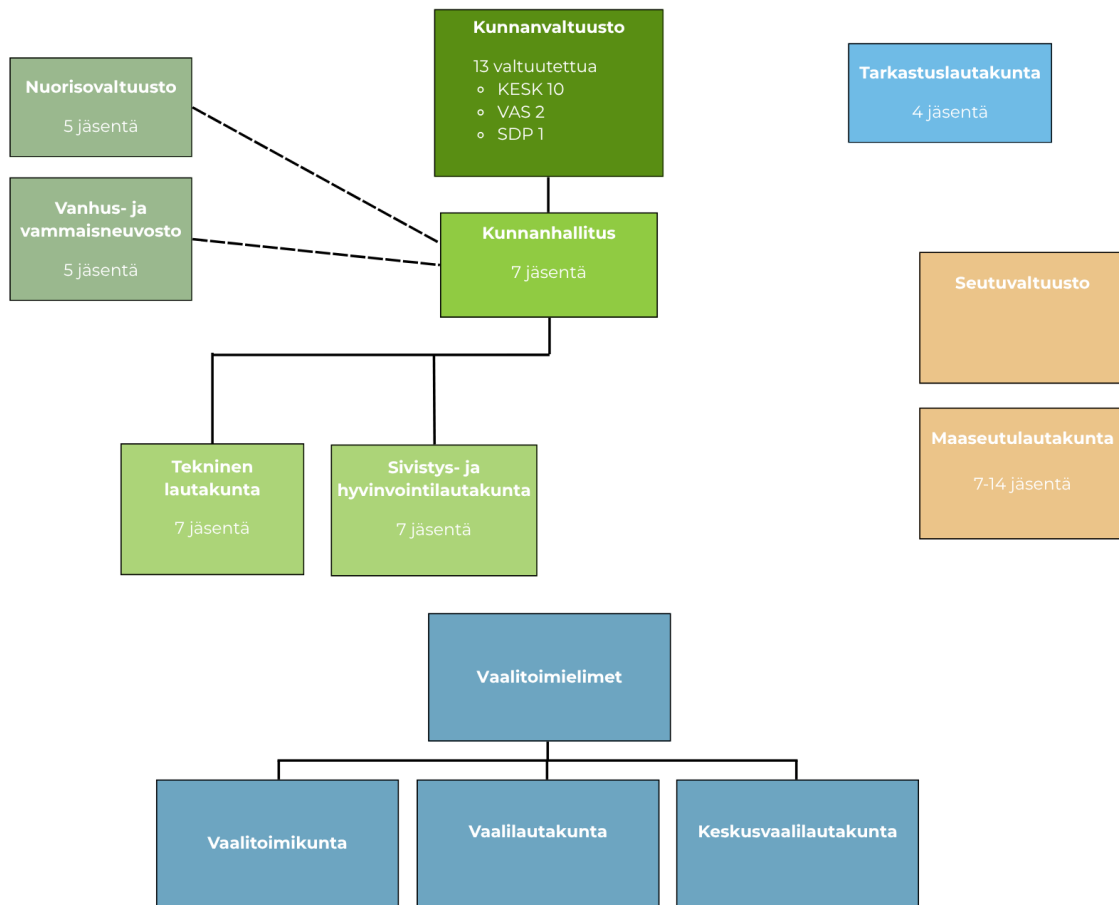 Kunnanvaltuusto
13 valtuutettua
KESK 10
VAS 2
SDP 1
Nuorisovaltuusto
5 jäsentä
Tarkastuslautakunta
4 jäsentä
Vanhus- ja
vammaisneuvosto
5 jäsentä
Kunnanhallitus
7 jäsentä
Seutuvaltuusto
Maaseutulautakunta
7-14 jäsentä
Tekninen
lautakunta
7 jäsentä
Sivistys- ja
hyvinvointilautakunta
7 jäsentä
Vaalitoimielimet
Vaalitoimikunta
Vaalilautakunta
Keskusvaalilautakunta